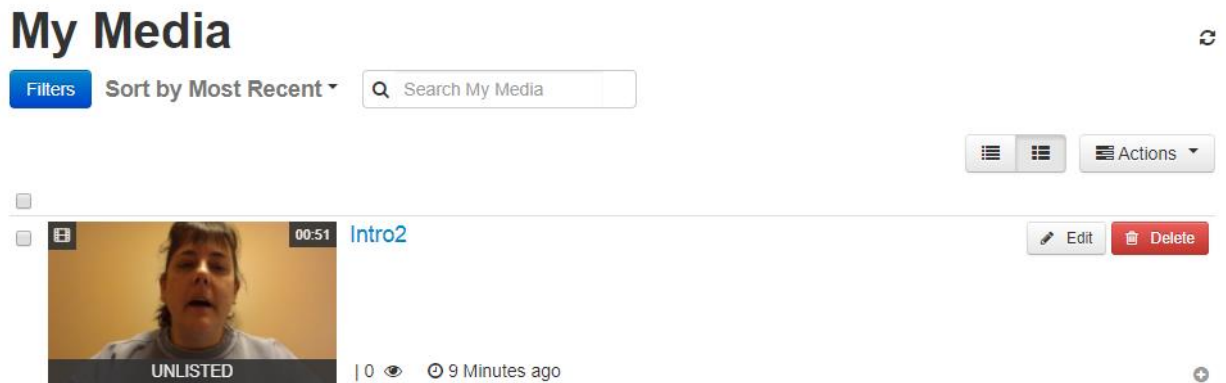 My Media
Filters Sort by Most Recent Search My Media
Actions
00:51 Intro2 Edit Delete
UNLISTED | 0 9 Minutes ago